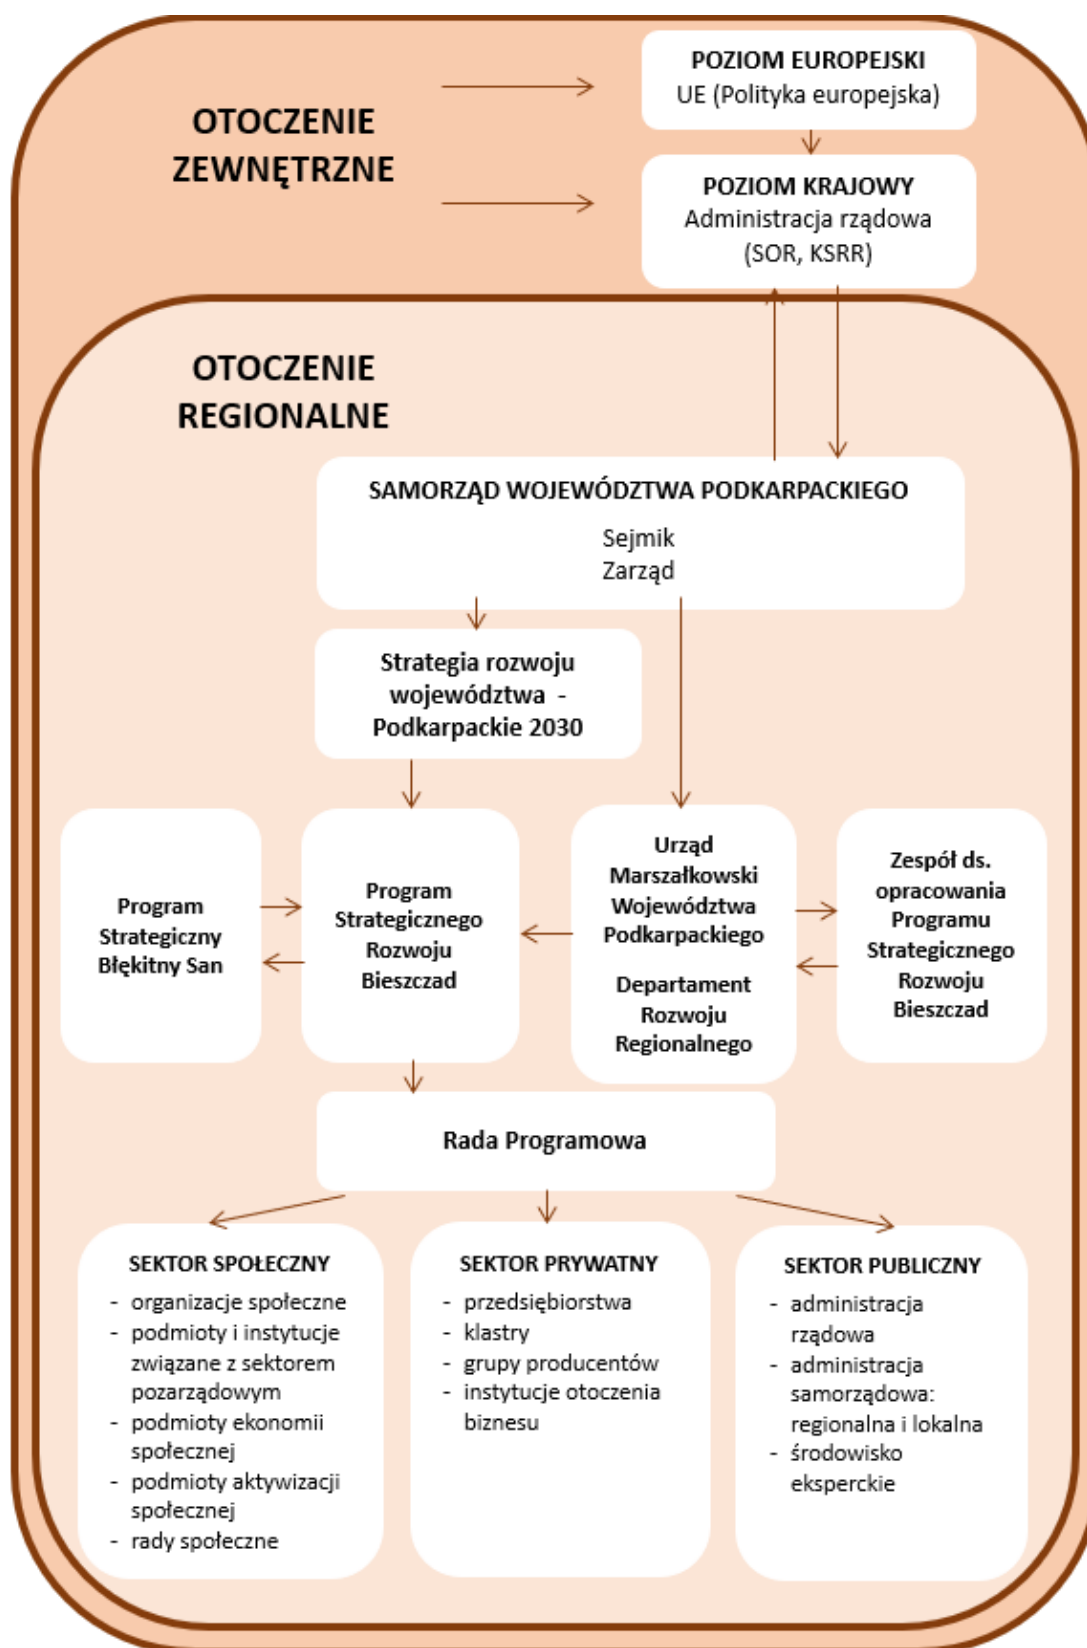 OTOCZENIE
ZEWNĘTRZNE
POZIOM EUROPEJSKI
UE (Polityka europejska)
POZIOM KRAJOWY
Administracja rządowa
(SOR, KSRR)
OTOCZENIE
REGIONALNE
SAMORZĄD WOJEWÓDZTWA PODKARPACKIEGO
Sejmik
Zarząd
Strategia rozwoju
województwa -
Podkarpackie 2030
Program
Strategiczny
Błękitny San
Program
Strategicznego
Rozwoju
Bieszczad
Urząd
Marszałkowski
Województwa
Podkarpackiego
Departament
Rozwoju
Regionalnego
Zespół ds.
opracowania
Programu
Strategicznego
Rozwoju
Bieszczad
Rada Programowa
SEKTOR SPOŁECZNY
- organizacje społeczne
- podmioty i instytucje
związane z sektorem
pozarządowym
- podmioty ekonomii
społecznej
- podmioty aktywizacji
społecznej
- rady społeczne
SEKTOR PRYWATNY
- przedsiębiorstwa
- klastry
- grupy producentów
- instytucje otoczenia
biznesu
SEKTOR PUBLICZNY
- administracja
rządowa
- administracja
samorządowa:
regionalna i lokalna
- środowisko
eksperckie